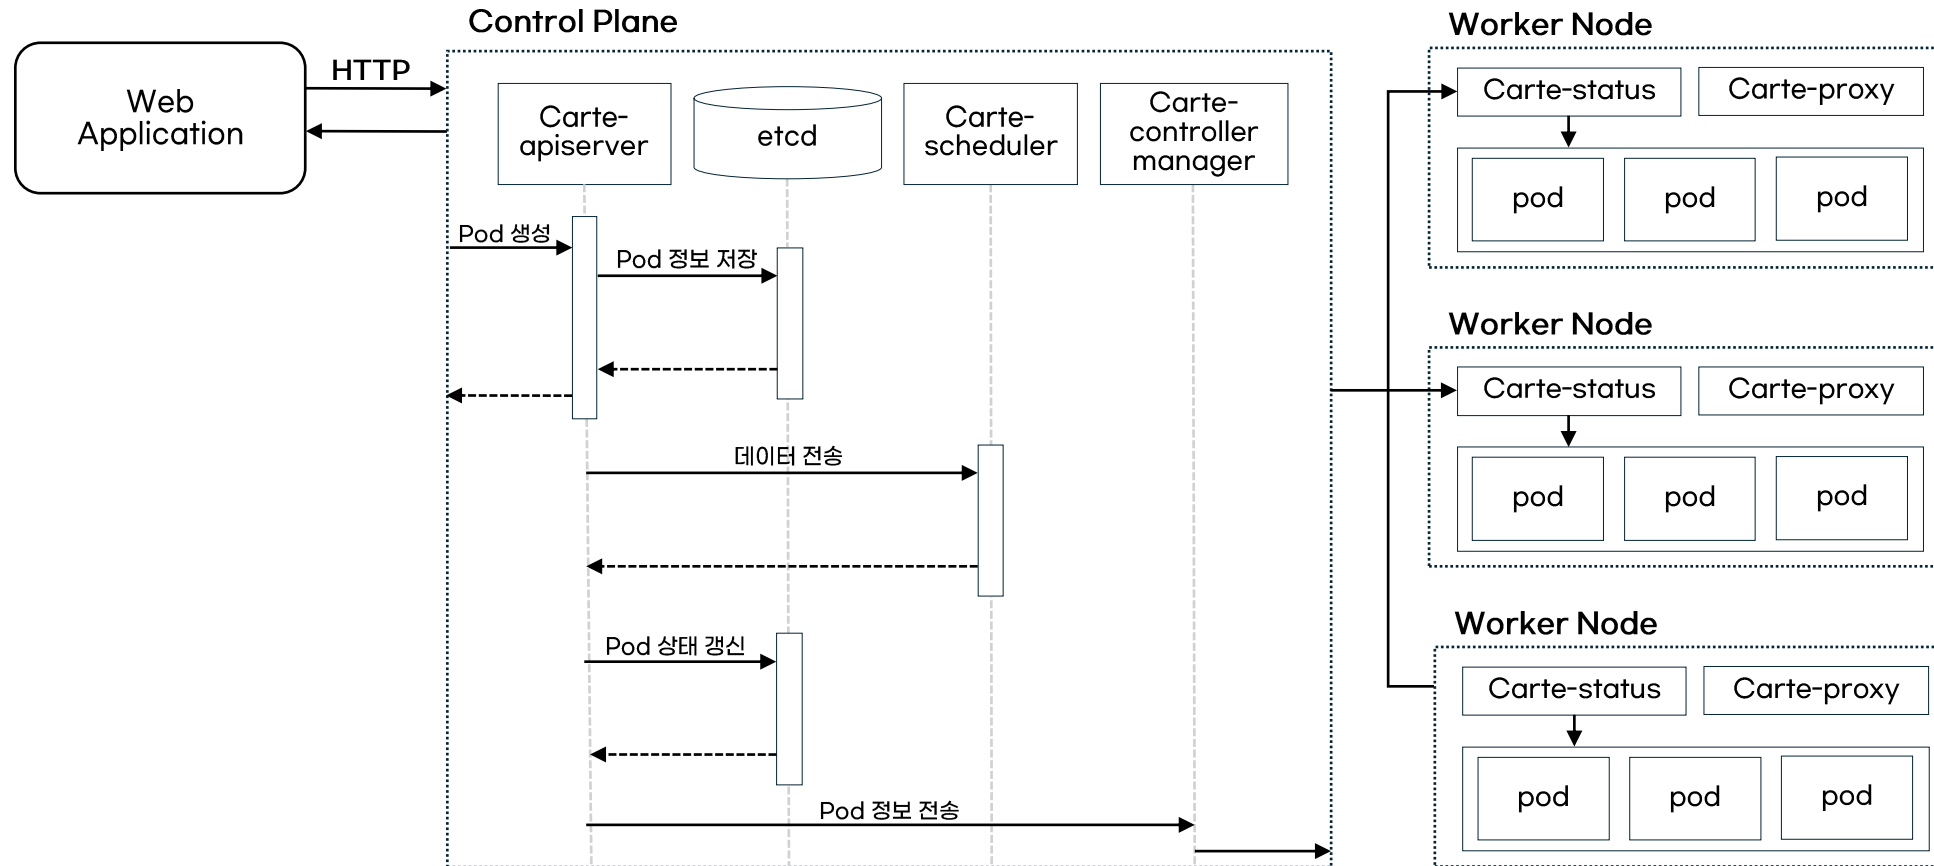 Control Plane
Web
Application
HTTP
Carte-
apiserver
etcd
Carte-
scheduler
Carte-
controller
manager
Pod 생성
Pod 정보 저장
데이터 전송
Pod 상태 갱신
Pod 정보 전송
Worker Node
Carte-status
Carte-proxy
pod
pod
pod
Worker Node
Carte-status
Carte-proxy
pod
pod
pod
Worker Node
Carte-status
Carte-proxy
pod
pod
pod